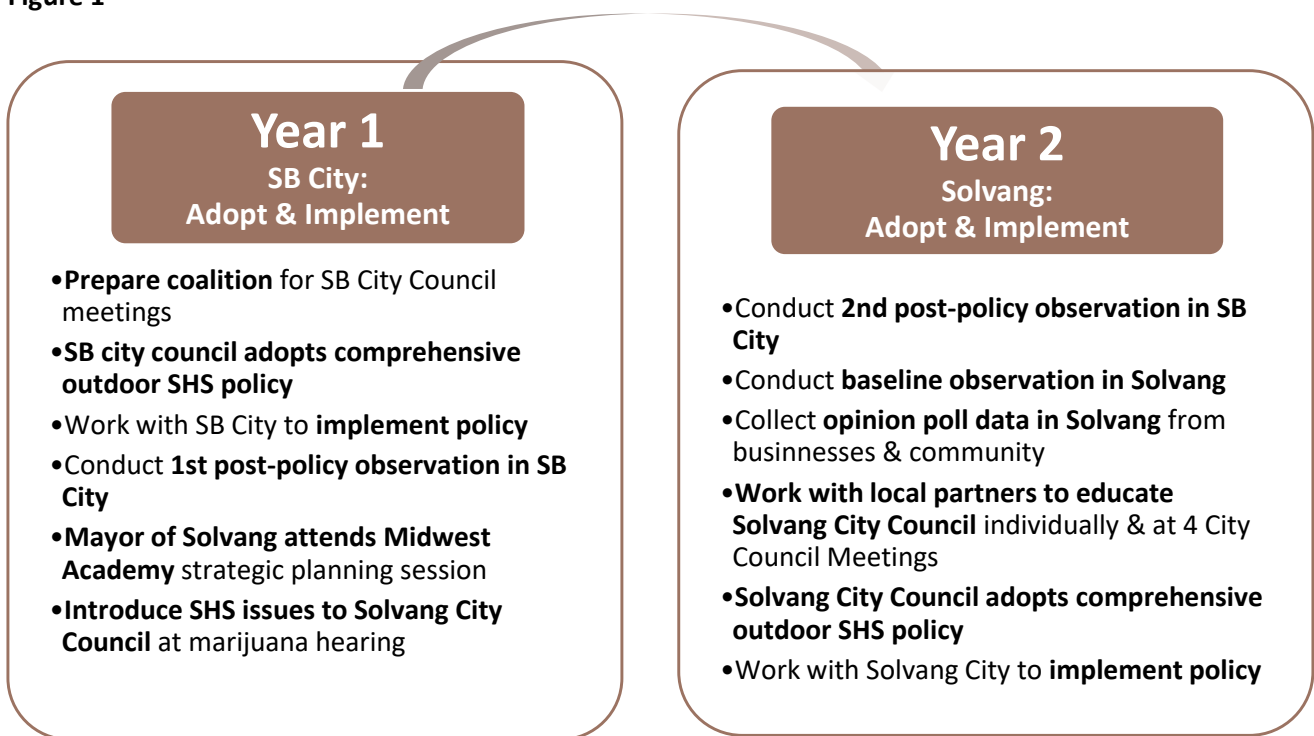 Figure 1
Year 1
SB City:
Adopt & Implement
•Prepare coalition for SB City Council
meetings
•SB city council adopts comprehensive
outdoor SHS policy
•Work with SB City to implement policy
•Conduct 1st post-policy observation in SB
City
•Mayor of Solvang attends Midwest
Academy strategic planning session
•Introduce SHS issues to Solvang City
Council at marijuana hearing
Year 2
Solvang:
Adopt & Implement
•Conduct 2nd post-policy observation in SB
City
•Conduct baseline observation in Solvang
•Collect opinion poll data in Solvang from
businnesses & community
•Work with local partners to educate
Solvang City Council individually & at 4 City
Council Meetings
•Solvang City Council adopts comprehensive
outdoor SHS policy
•Work with Solvang City to implement policy